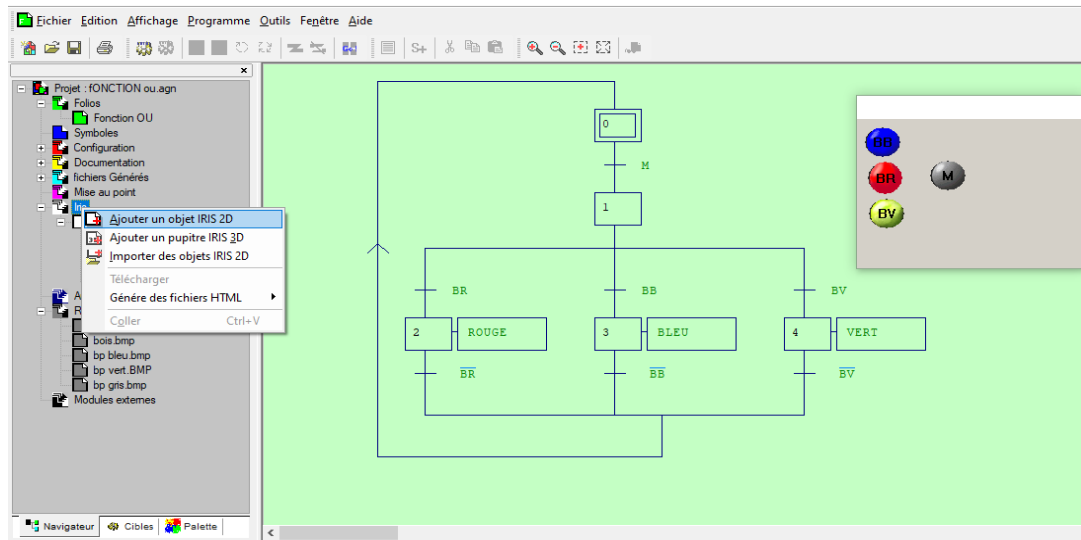 Fichier Edition Affichage Programme Outils Fenêtre Aide
S+
Projet : fONCTION ou.agn
Folios
Fonction OU
Symboles
Configuration
Documentation
fichiers Générés
Mise au point
Iris
Ajouter un objet IRIS 2D
Ajouter un pupitre IRIS 3D
Importer des objets IRIS 2D
Télécharger
Génére des fichiers HTML
Coller Ctrl+V
A
R
bois.bmp
bp bleu.bmp
bp vert.BMP
bp gris.bmp
Modules externes
Navigateur Cibles Palette
0
M
1
BR BB BV
2 ROUGE 3 BLEU 4 VERT
BR BB BV
BB
BR M
BV